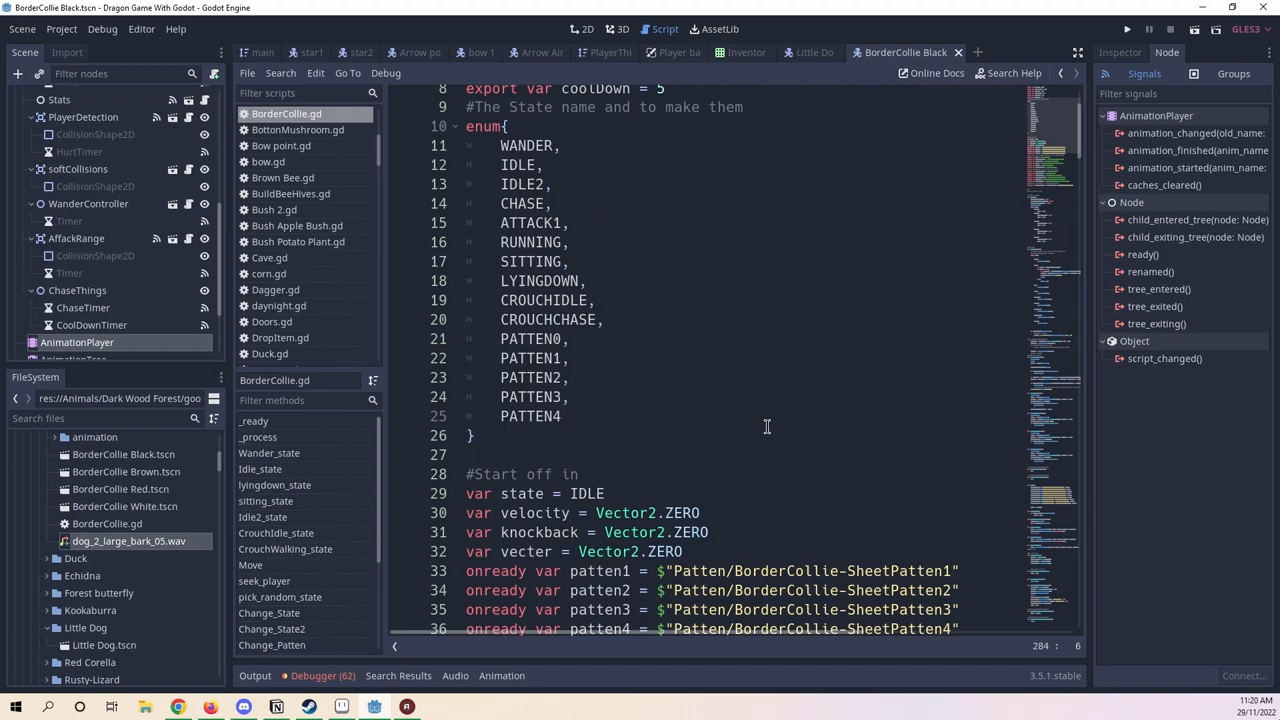 BorderCollie Black.tscn - Dragon Game With Godot - Godot Engine
Scene Project Debug Editor Help
2D 3D Script AssetLib
GLES3
Scene Import
main star1 star2 Arrow po bow 1 Arrow Air PlayerThi Player ba Inventor Little Do BorderCollie Black
Inspector Node
Filter nodes
File Search Edit Go To Debug
Online Docs Search Help
Signals Groups
Stats
PlayerDetection
CollisionShape2D
HurtTimer
softCollisions
CollisionShape2D
WanderController
Timer
AffackRange
CollisionShape2D
Timer
ChaseThings
ChaseTimer
CoolDownTimer
AnimationPlayer
AnimationTree
FileSystem
res://Animals/Dark Wood Forest/goo
Search files
animation
BorderCollie Black.tscn
BorderCollie Brown.tscn
BorderCollie Red.tscn
BorderCollie White.tscn
BorderCollie.gd
dog_2_large_bark_05.wav
Duck
Echidna
Forest butterfly
Kookaburra
Little Dog
Little Dog.tscn
Red Corella
Rusty-Lizard
Filter scripts
BorderCollie.gd
BottonMushroom.gd
Bow point.gd
bow.gd
Bush 2.gd
Cave.gd
corn.gd
Dagger.gd
daynight.gd
Doors.gd
DropItem.gd
Duck.gd
BorderCollie.gd
Filter methods
_ready
_process
Wander_state
Idle_state
lyingdown_state
sitting_state
Idle2_state
Crouchidle_state
CrouchWalking_state
Move
seek_player
pick_random_state
Change_State
Change_State2
Change_Patten
8 export var coolDown = 5
9 #The state name and to make them
10 enum{
11 WANDER,
12 IDLE,
13 IDLE2,
14 CHASE,
15 ATTACK1,
16 RUNNING,
17 SITTING,
18 LYINGDOWN,
19 CROUCHIDLE,
20 GROUCHCHASE,
21 PATTEN0,
22 PATTEN1,
23 PATTEN2,
24 PATTEN3,
25 PATTEN4
26 }
27
28 #Start off in
29 var state = IDLE
30 var velocity = Vector2.ZERO
31 var knockback = Vector2.ZERO
32 var vecter = Vector2.ZERO
33 onready var patten1 = $"Patten/BorderCollie-SheetPatten1"
34 onready var patten2 = $"Patten/BorderCollie-SheetPatten2"
35 onready var patten3 = $"Patten/BorderCollie-SheetPatten3"
36 onready var patten4 = $"Patten/BorderCollie-SheetPatten4"
284 : 6
Filter signals
AnimationPlayer
animation_changed(old_name:
animation_finished(anim_name
animation_started(anim_name:
caches_cleared()
Node
child_entered_tree(node: Node)
child_exiting_tree(node: Node)
ready()
renamed()
tree_entered()
tree_exited()
tree_exiting()
Object
script_changed()
Output Debugger (62) Search Results Audio Animation
3.5.1.stable
Connect...
11:20 AM
29/11/2022